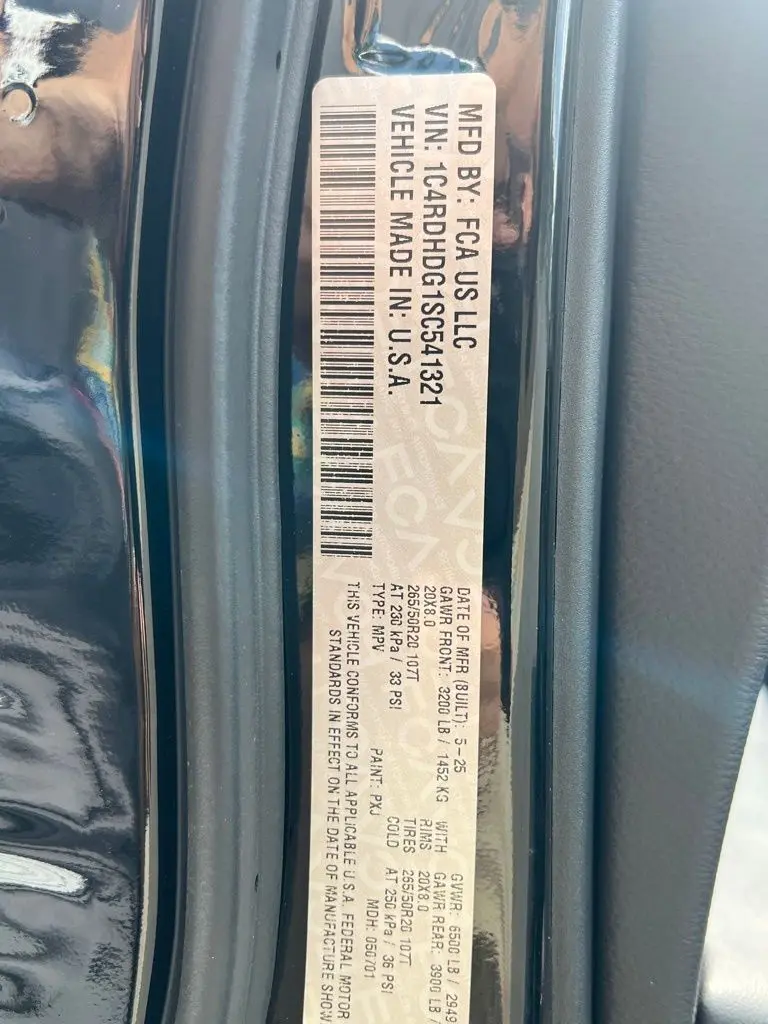 MFD BY: FCA US LLC
VIN: 1C4RDHDG1SC541321
VEHICLE MADE IN: U.S.A.
DATE OF MFR (BUILT): 5-25 GVWR: 6500 LB / 2949
GAWR FRONT: 3200 LB / 1452 KG WITH GAWR REAR: 3900 LB /
20X8.0 RIMS 20X8.0
265/50R20 107T TIRES 265/50R20 107T
AT 230 kPa / 33 PSI COLD AT 250 kPa / 36 PSI
TYPE: MPV PAINT: PXJ MDH: 050701
THIS VEHICLE CONFORMS TO ALL APPLICABLE U.S.A. FEDERAL MOTOR
STANDARDS IN EFFECT ON THE DATE OF MANUFACTURE SHOW